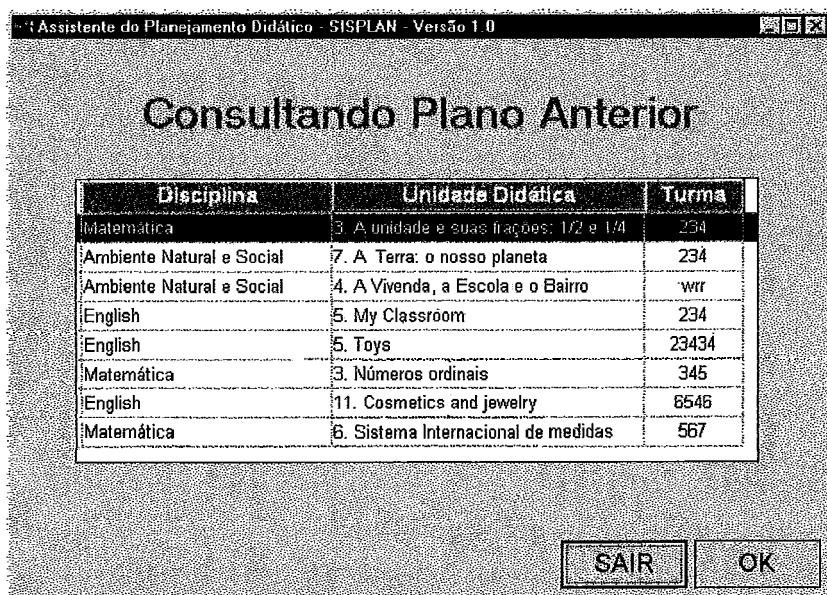 Assistente do Planejamento Didático - SISPLAN - Versão 1.0
Consultando Plano Anterior
Disciplina Unidade Didática Turma
Matemática 3. A unidade e suas frações: 1/2 e 1/4 234
Ambiente Natural e Social 7. A Terra: o nosso planeta 234
Ambiente Natural e Social 4. A Vivenda, a Escola e o Bairro wrr
English 5. My Classroom 234
English 5. Toys 23434
Matemática 3. Números ordinais 345
English 11. Cosmetics and jewelry 6546
Matemática 6. Sistema Internacional de medidas 567
SAIR OK